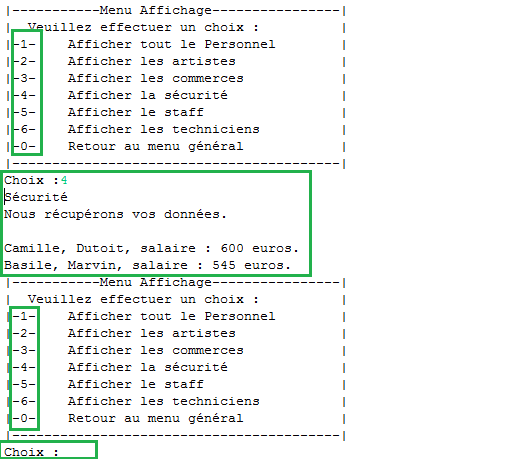 |-----------Menu Affichage----------------|
|  Veuillez effectuer un choix :          |
|-1-    Afficher tout le Personnel        |
|-2-    Afficher les artistes             |
|-3-    Afficher les commerces            |
|-4-    Afficher la sécurité              |
|-5-    Afficher le staff                 |
|-6-    Afficher les techniciens          |
|-0-    Retour au menu général            |
|-----------------------------------------|
Choix :4
Sécurité
Nous récupérons vos données.

Camille, Dutoit, salaire : 600 euros.
Basile, Marvin, salaire : 545 euros.
|-----------Menu Affichage----------------|
|  Veuillez effectuer un choix :          |
|-1-    Afficher tout le Personnel        |
|-2-    Afficher les artistes             |
|-3-    Afficher les commerces            |
|-4-    Afficher la sécurité              |
|-5-    Afficher le staff                 |
|-6-    Afficher les techniciens          |
|-0-    Retour au menu général            |
|-----------------------------------------|
Choix :